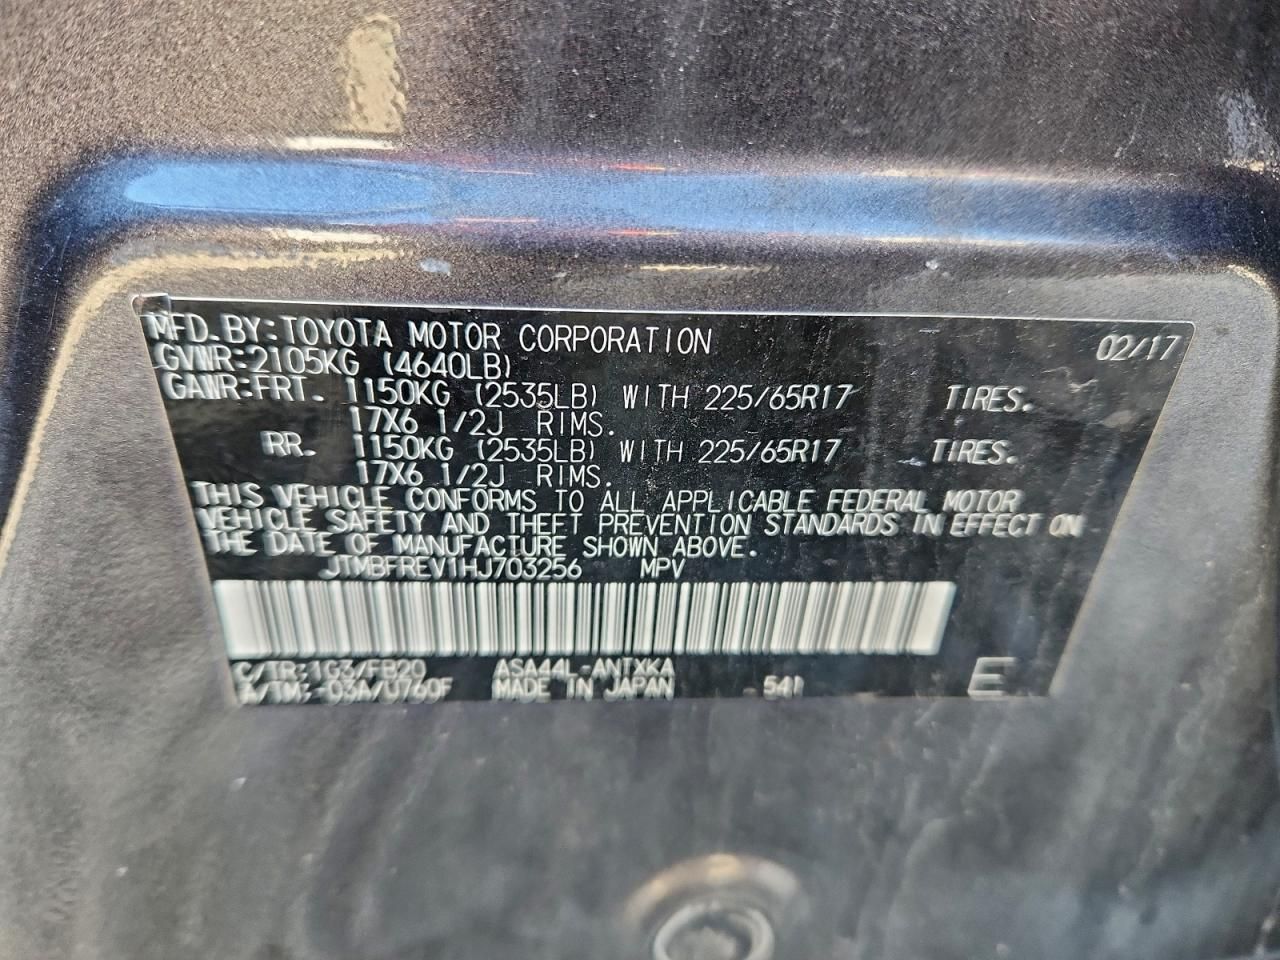 MFD. BY: TOYOTA MOTOR CORPORATION 02/17
GVWR: 2105KG (4640LB)
GAWR: FRT. 1150KG (2535LB) WITH 225/65R17 TIRES.
17X6 1/2J RIMS.
RR. 1150KG (2535LB) WITH 225/65R17 TIRES.
17X6 1/2J RIMS.
THIS VEHICLE CONFORMS TO ALL APPLICABLE FEDERAL MOTOR
VEHICLE SAFETY AND THEFT PREVENTION STANDARDS IN EFFECT ON
THE DATE OF MANUFACTURE SHOWN ABOVE.
JTMBFREV1HJ703256 MPV
C/TR: 1G3/FB20 ASA44L-ANTXKA
A/TM: -03A/U760F MADE IN JAPAN 541 E